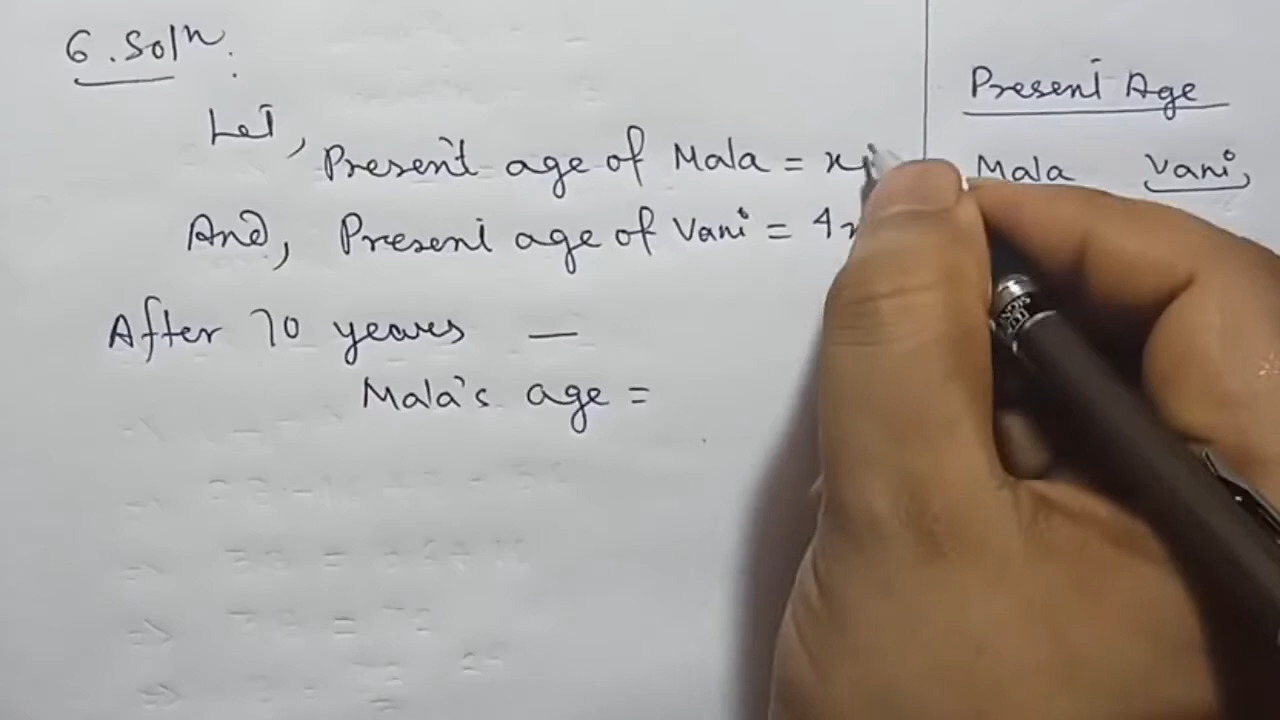 6. Solⁿ.
Let, Present age of Mala = x
And, Present age of Vani = 4x
After 10 years —
Mala's age =
Present Age
Mala Vani,